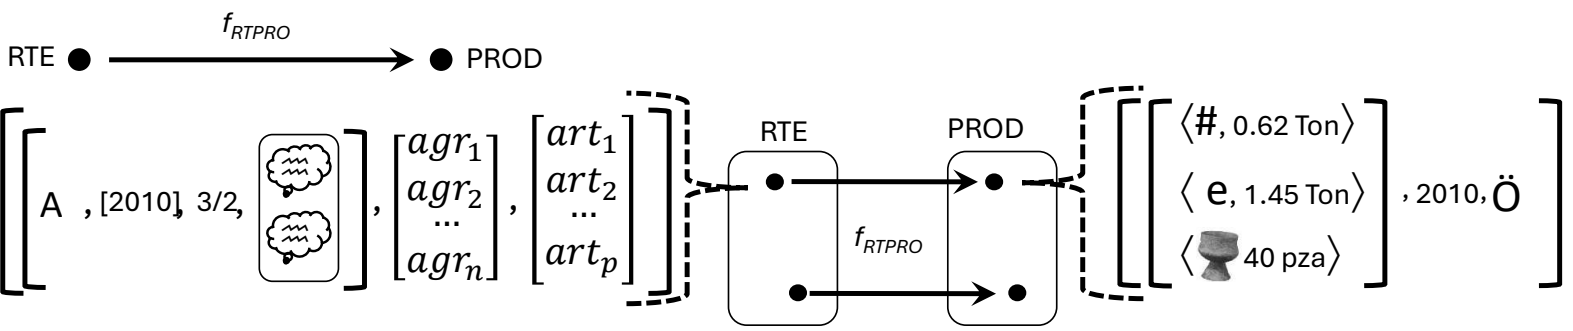 f_RTPRO
RTE PROD
A , [2010], 3/2, , agr_1 agr_2 ... agr_n , art_1 art_2 ... art_p
RTE PROD
f_RTPRO
⟨#, 0.62 Ton⟩
⟨ e, 1.45 Ton⟩ , 2010, Ö
⟨ 40 pza⟩